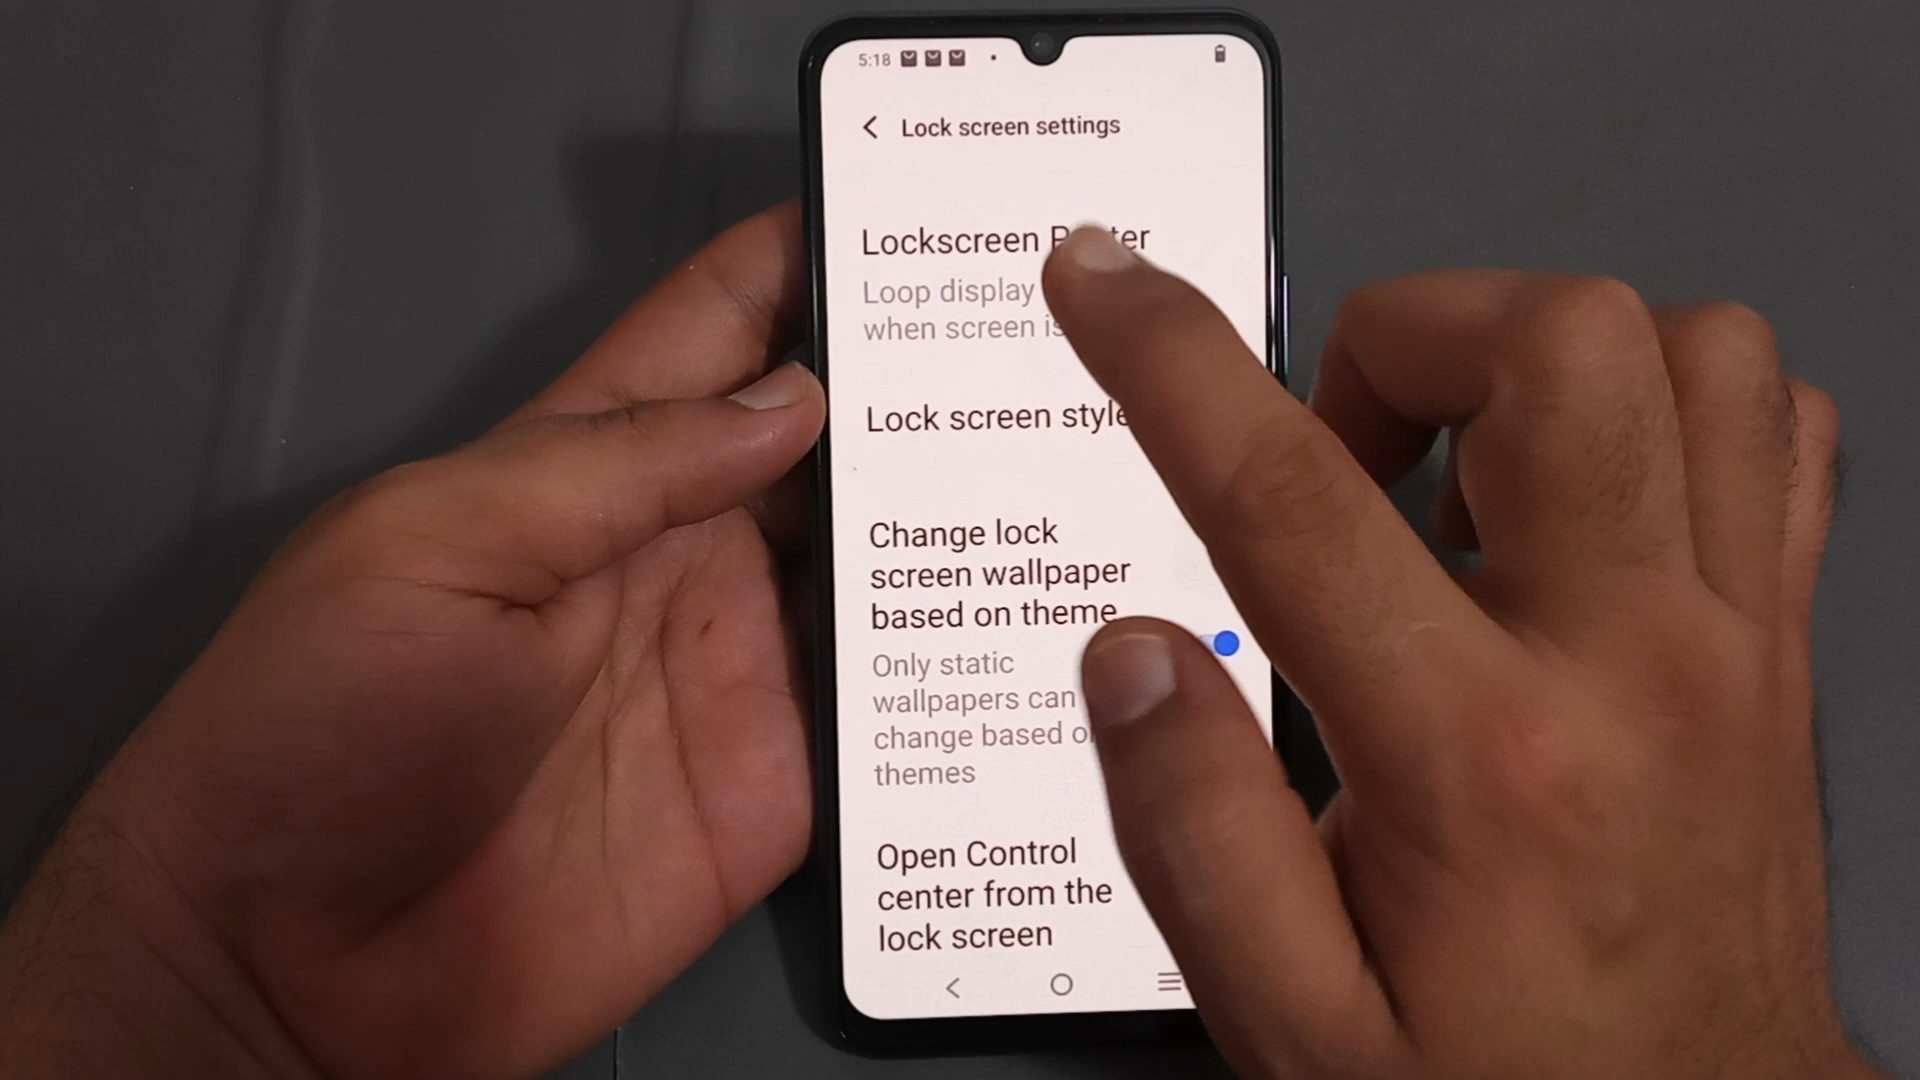 5:18
Lock screen settings
Lockscreen
Loop display
when screen is
Lock screen style
Change lock
screen wallpaper
based on theme
Only static
wallpapers can
change based on
themes
Open Control
center from the
lock screen